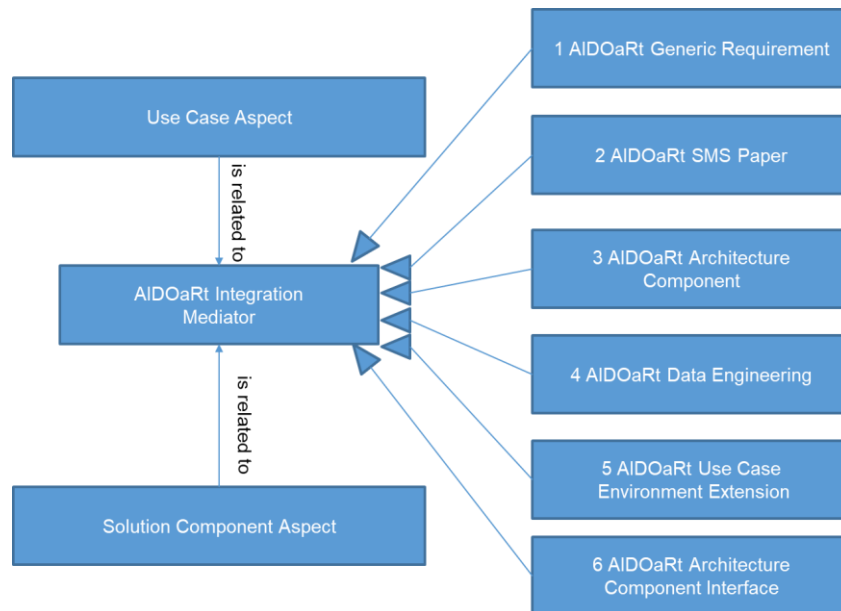 1 AIDOaRt Generic Requirement
Use Case Aspect
2 AIDOaRt SMS Paper
is related to
3 AIDOaRt Architecture
Component
AIDOaRt Integration
Mediator
4 AIDOaRt Data Engineering
is related to
5 AIDOaRt Use Case
Environment Extension
Solution Component Aspect
6 AIDOaRt Architecture
Component Interface